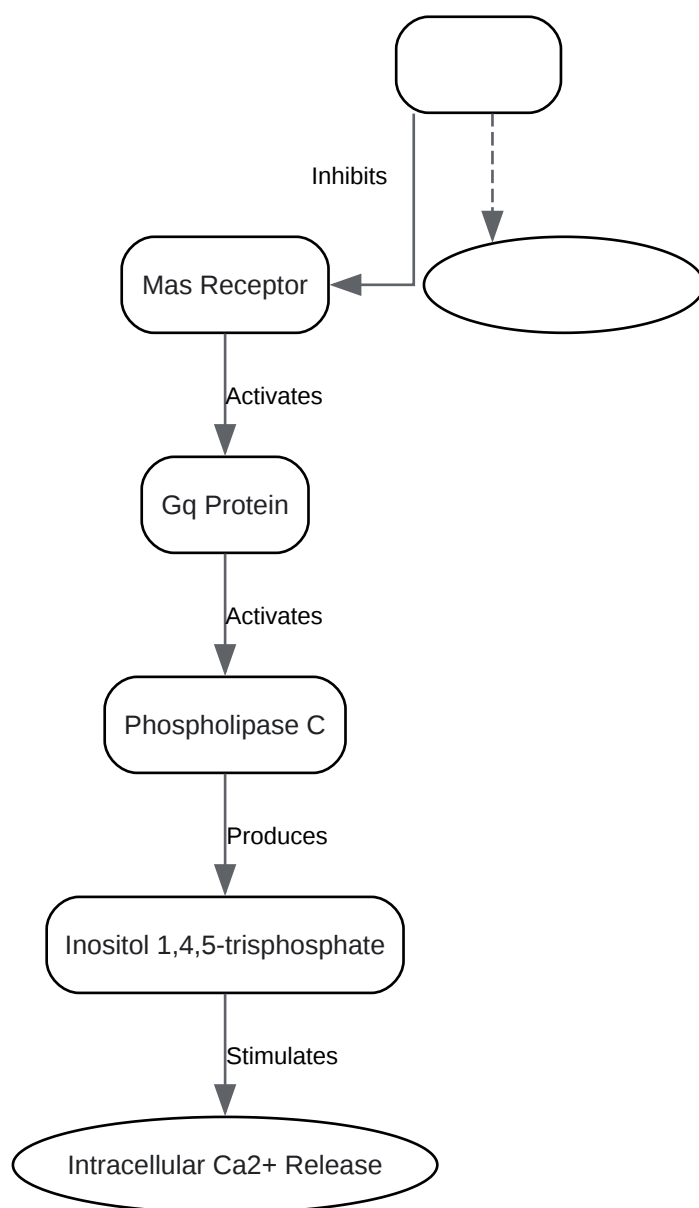 Inhibits
Mas Receptor
Activates
Gq Protein
Activates
Phospholipase C
Produces
Inositol 1,4,5-trisphosphate
Stimulates
Intracellular Ca2+ Release